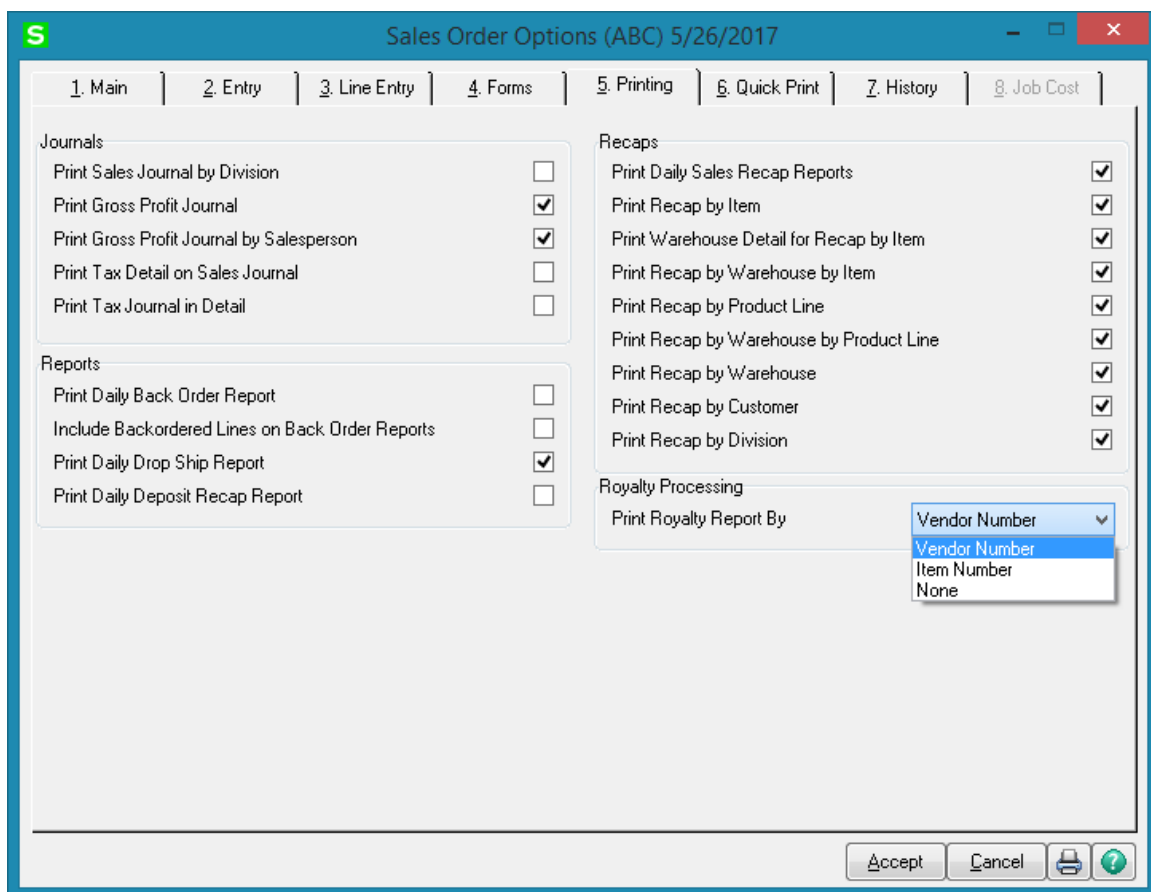 S
Sales Order Options (ABC) 5/26/2017
1. Main
2. Entry
3. Line Entry
4. Forms
5. Printing
6. Quick Print
7. History
8. Job Cost
Journals
Print Sales Journal by Division
Print Gross Profit Journal
Print Gross Profit Journal by Salesperson
Print Tax Detail on Sales Journal
Print Tax Journal in Detail
Reports
Print Daily Back Order Report
Include Backordered Lines on Back Order Reports
Print Daily Drop Ship Report
Print Daily Deposit Recap Report
Recaps
Print Daily Sales Recap Reports
Print Recap by Item
Print Warehouse Detail for Recap by Item
Print Recap by Warehouse by Item
Print Recap by Product Line
Print Recap by Warehouse by Product Line
Print Recap by Warehouse
Print Recap by Customer
Print Recap by Division
Royalty Processing
Print Royalty Report By
Vendor Number
Vendor Number
Item Number
None
Accept
Cancel
?